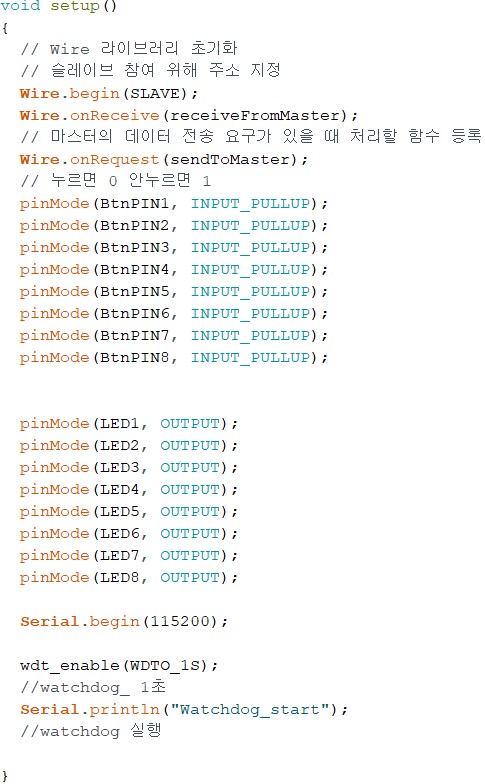 void setup()
{
  // Wire 라이브러리 초기화
  // 슬레이브 참여 위해 주소 지정
  Wire.begin(SLAVE);
  Wire.onReceive(receiveFromMaster);
  // 마스터의 데이터 전송 요구가 있을 때 처리할 함수 등록
  Wire.onRequest(sendToMaster);
  // 누르면 0 안누르면 1
  pinMode(BtnPIN1, INPUT_PULLUP);
  pinMode(BtnPIN2, INPUT_PULLUP);
  pinMode(BtnPIN3, INPUT_PULLUP);
  pinMode(BtnPIN4, INPUT_PULLUP);
  pinMode(BtnPIN5, INPUT_PULLUP);
  pinMode(BtnPIN6, INPUT_PULLUP);
  pinMode(BtnPIN7, INPUT_PULLUP);
  pinMode(BtnPIN8, INPUT_PULLUP);
  pinMode(LED1, OUTPUT);
  pinMode(LED2, OUTPUT);
  pinMode(LED3, OUTPUT);
  pinMode(LED4, OUTPUT);
  pinMode(LED5, OUTPUT);
  pinMode(LED6, OUTPUT);
  pinMode(LED7, OUTPUT);
  pinMode(LED8, OUTPUT);
  Serial.begin(115200);
  wdt_enable(WDTO_1S);
  //watchdog_ 1초
  Serial.println("Watchdog_start");
  //watchdog 실행
}